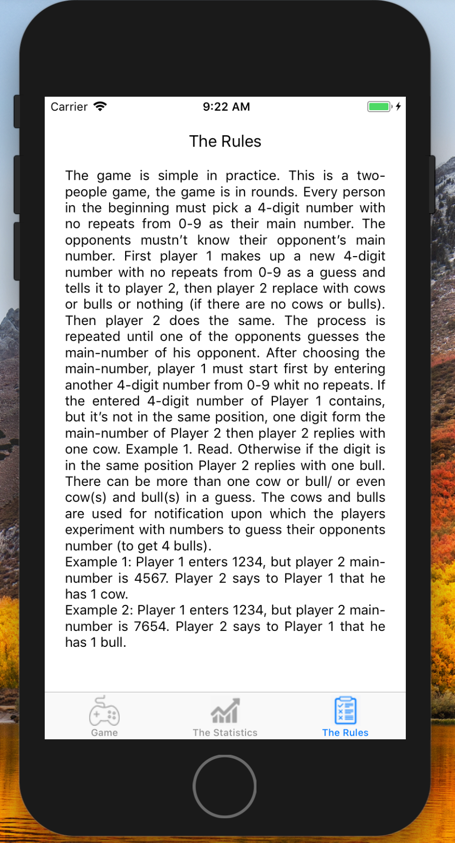 Carrier
9:22 AM
The Rules
The game is simple in practice. This is a two-
people game, the game is in rounds. Every person
in the beginning must pick a 4-digit number with
no repeats from 0-9 as their main number. The
opponents mustn't know their opponent's main
number. First player 1 makes up a new 4-digit
number with no repeats from 0-9 as a guess and
tells it to player 2, then player 2 replace with cows
or bulls or nothing (if there are no cows or bulls).
Then player 2 does the same. The process is
repeated until one of the opponents guesses the
main-number of his opponent. After choosing the
main-number, player 1 must start first by entering
another 4-digit number from 0-9 whit no repeats. If
the entered 4-digit number of Player 1 contains,
but it's not in the same position, one digit form the
main-number of Player 2 then player 2 replies with
one cow. Example 1. Read. Otherwise if the digit is
in the same position Player 2 replies with one bull.
There can be more than one cow or bull/ or even
cow(s) and bull(s) in a guess. The cows and bulls
are used for notification upon which the players
experiment with numbers to guess their opponents
number (to get 4 bulls).
Example 1: Player 1 enters 1234, but player 2 main-
number is 4567. Player 2 says to Player 1 that he
has 1 cow.
Example 2: Player 1 enters 1234, but player 2 main-
number is 7654. Player 2 says to Player 1 that he
has 1 bull.
Game
The Statistics
The Rules